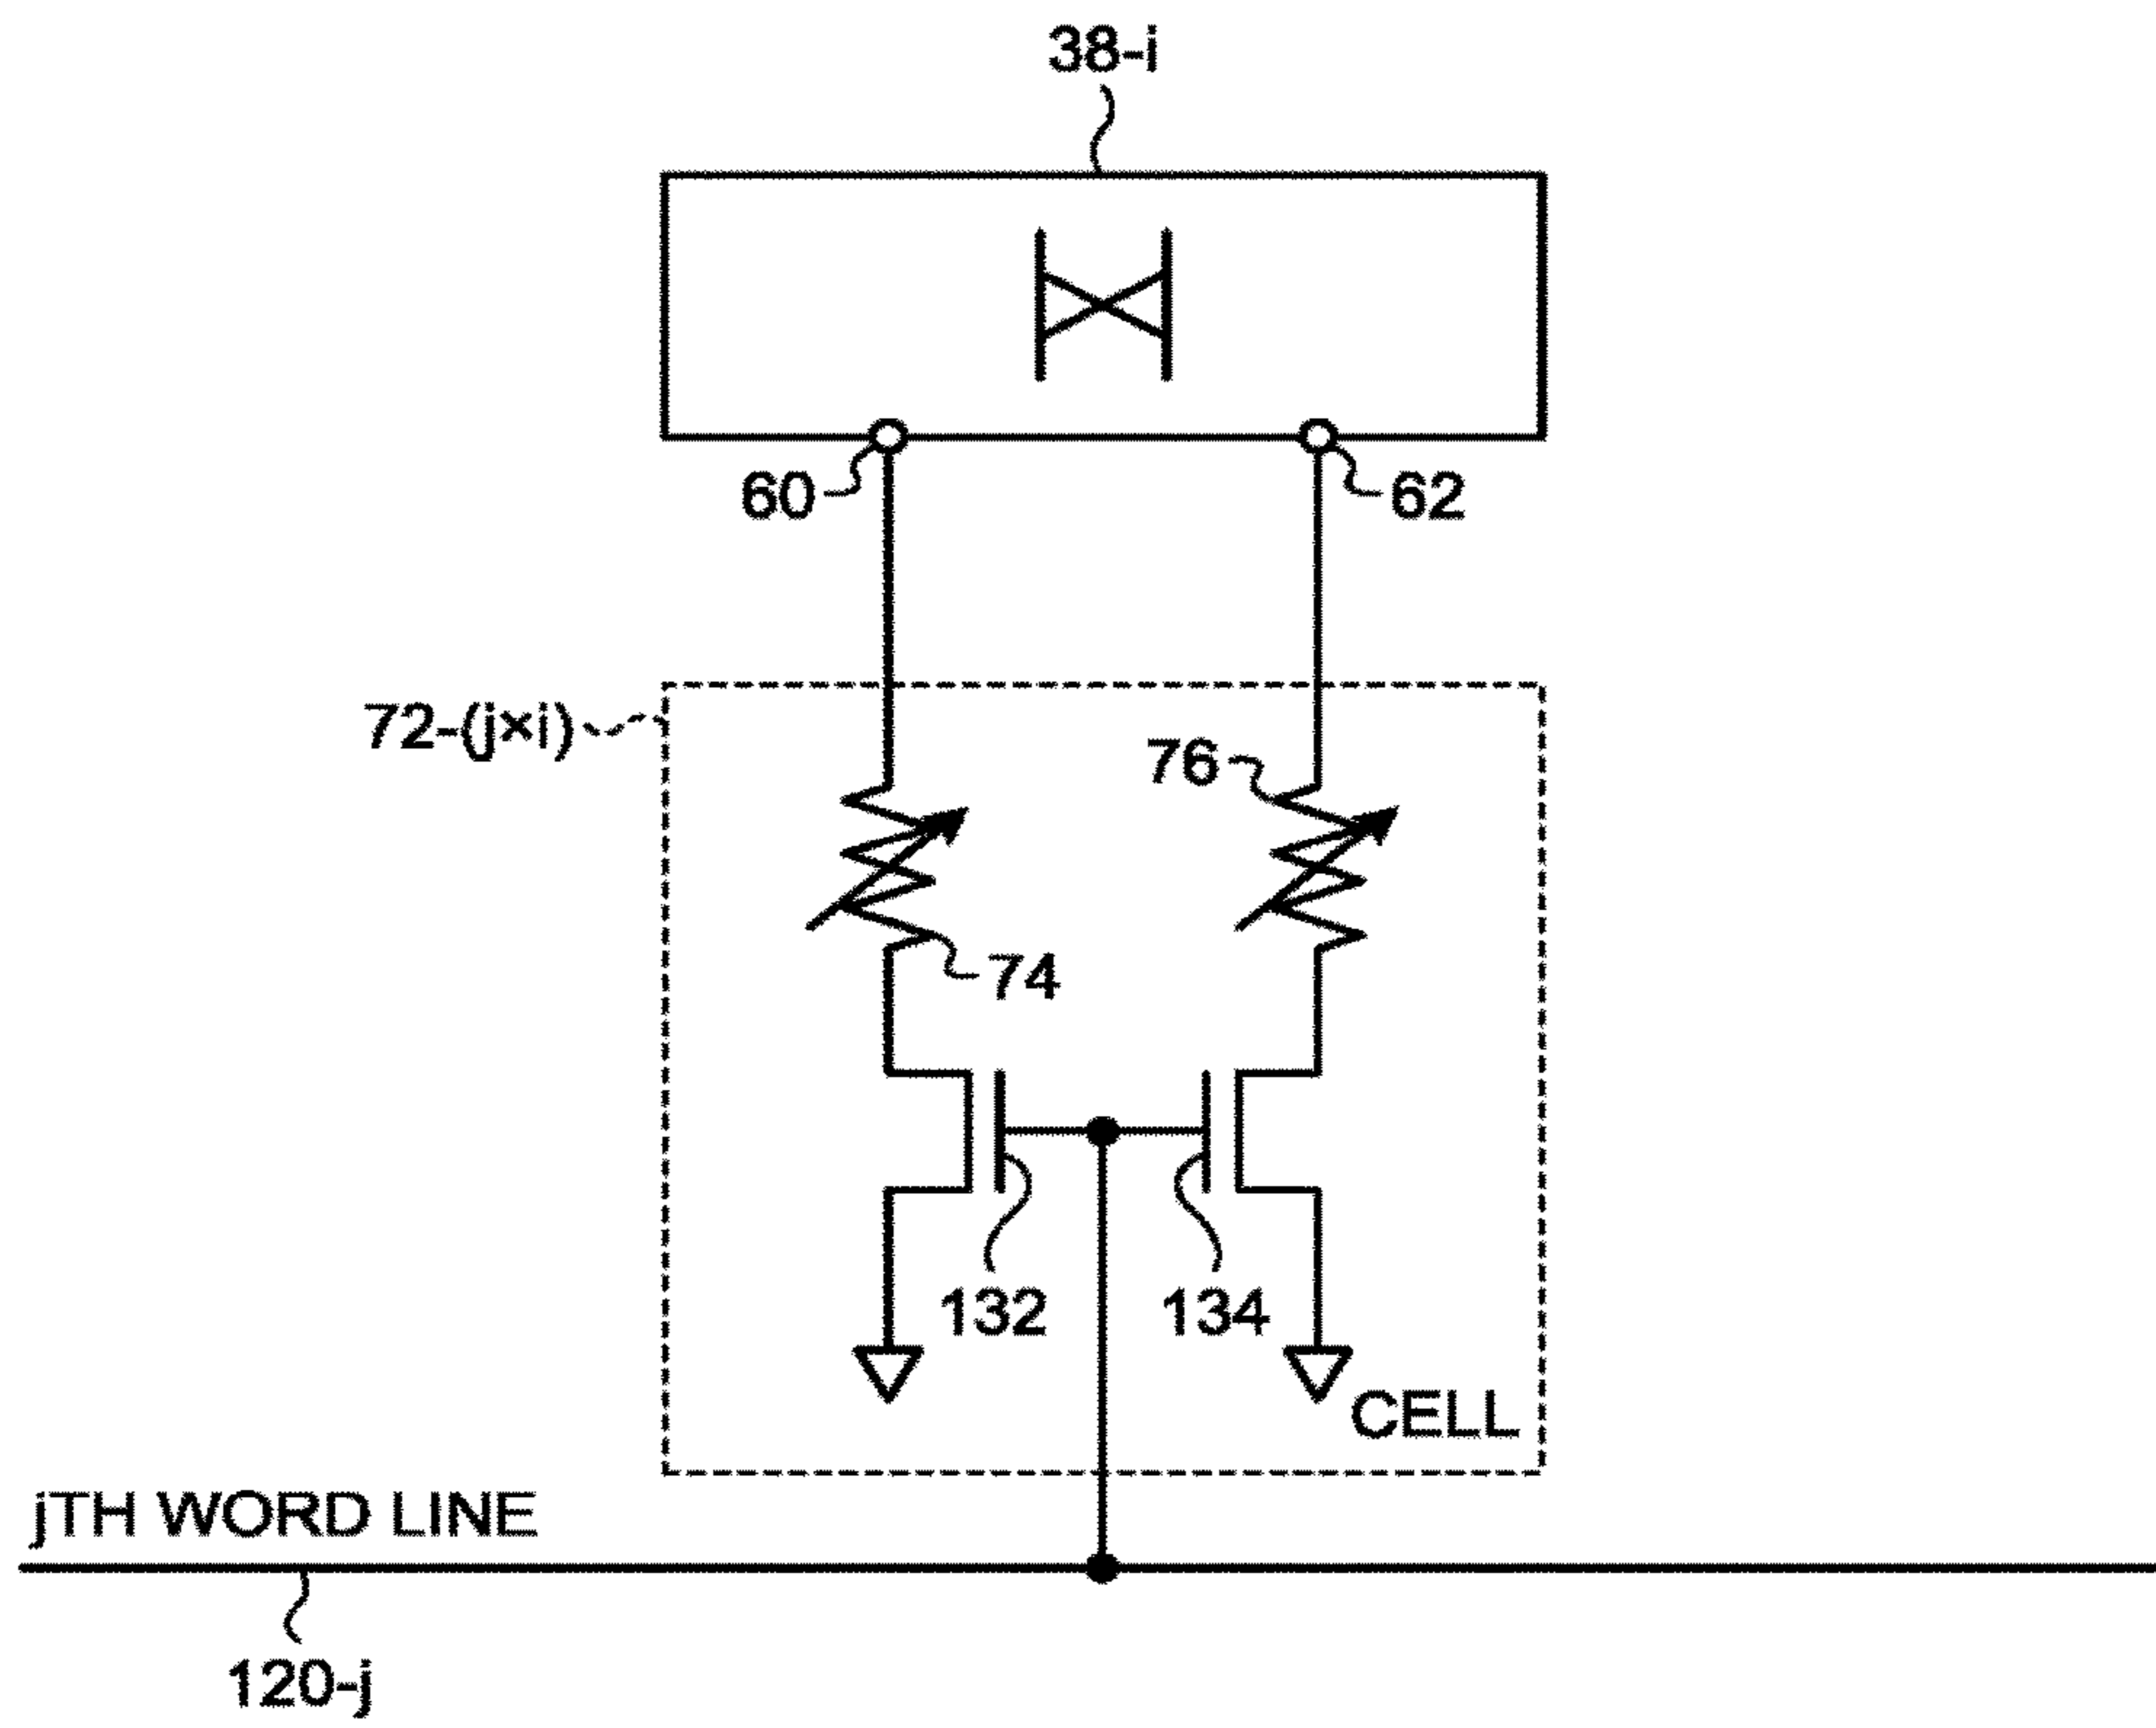 38-i
60
62
72-(j×i)
76
74
132
134
CELL
jTH WORD LINE
120-j